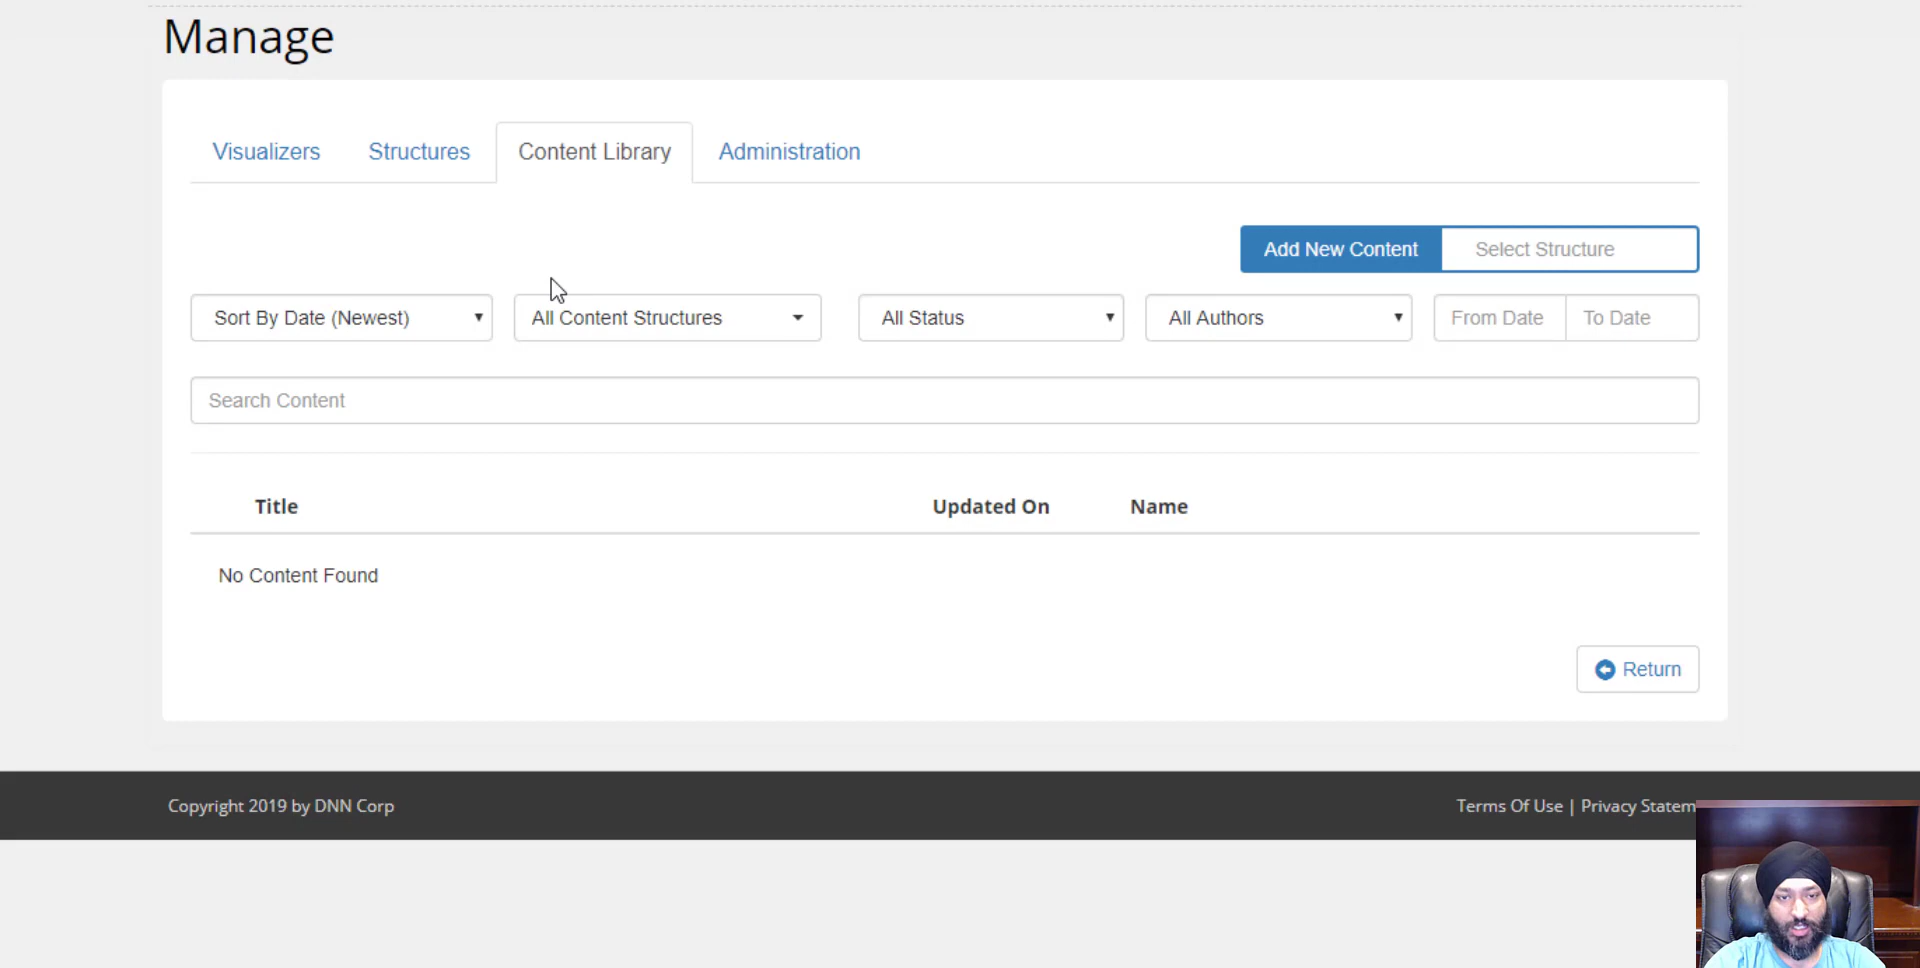 Manage
Visualizers Structures Content Library Administration
Add New Content Select Structure
Sort By Date (Newest) All Content Structures All Status All Authors From Date To Date
Search Content
Title Updated On Name
No Content Found
Return
Copyright 2019 by DNN Corp Terms Of Use | Privacy Statem